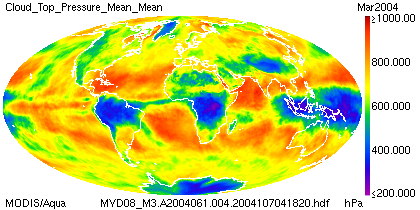 Cloud_Top_Pressure_Mean_Mean
Mar2004
≥1000.00
800.000
600.000
400.000
≤200.000
MODIS/Aqua MYD08_M3.A2004061.004.2004107041820.hdf hPa